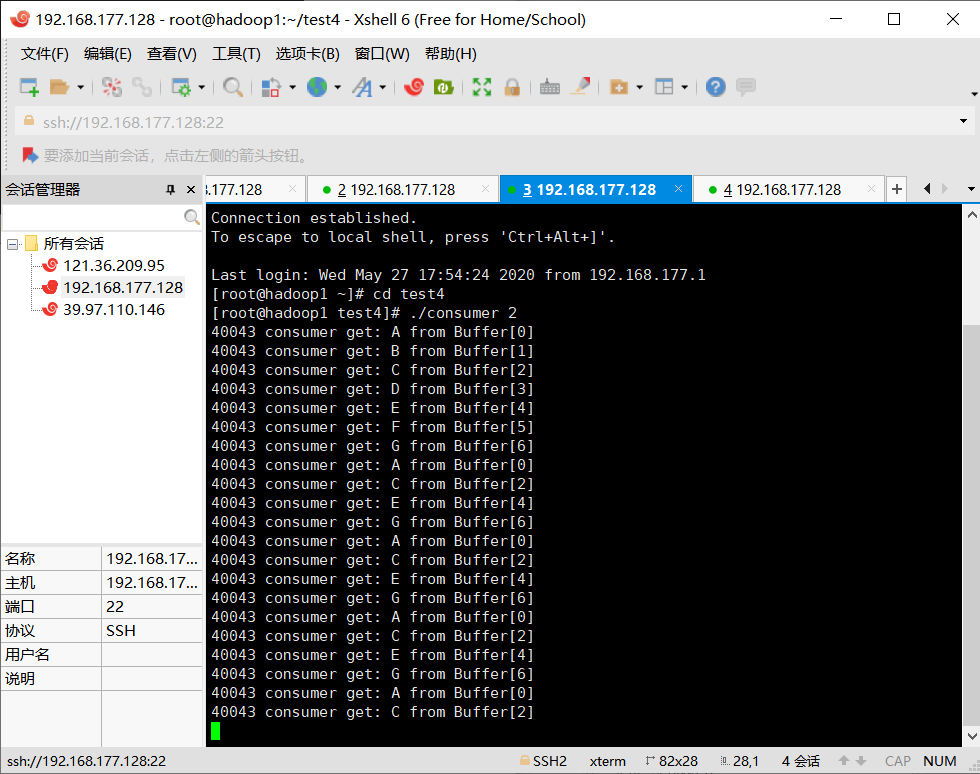 192.168.177.128 - root@hadoop1:~/test4 - Xshell 6 (Free for Home/School)
文件(F) 编辑(E) 查看(V) 工具(T) 选项卡(B) 窗口(W) 帮助(H)
ssh://192.168.177.128:22
要添加当前会话，点击左侧的箭头按钮。
会话管理器
.177.128 2 192.168.177.128 3 192.168.177.128 4 192.168.177.128
所有会话
121.36.209.95
192.168.177.128
39.97.110.146
名称 192.168.17...
主机 192.168.17...
端口 22
协议 SSH
用户名
说明
Connection established.
To escape to local shell, press 'Ctrl+Alt+]'.
Last login: Wed May 27 17:54:24 2020 from 192.168.177.1
[root@hadoop1 ~]# cd test4
[root@hadoop1 test4]# ./consumer 2
40043 consumer get: A from Buffer[0]
40043 consumer get: B from Buffer[1]
40043 consumer get: C from Buffer[2]
40043 consumer get: D from Buffer[3]
40043 consumer get: E from Buffer[4]
40043 consumer get: F from Buffer[5]
40043 consumer get: G from Buffer[6]
40043 consumer get: A from Buffer[0]
40043 consumer get: C from Buffer[2]
40043 consumer get: E from Buffer[4]
40043 consumer get: G from Buffer[6]
40043 consumer get: A from Buffer[0]
40043 consumer get: C from Buffer[2]
40043 consumer get: E from Buffer[4]
40043 consumer get: G from Buffer[6]
40043 consumer get: A from Buffer[0]
40043 consumer get: C from Buffer[2]
40043 consumer get: E from Buffer[4]
40043 consumer get: G from Buffer[6]
40043 consumer get: A from Buffer[0]
40043 consumer get: C from Buffer[2]
ssh://192.168.177.128:22 SSH2 xterm 82x28 28,1 4 会话 CAP NUM